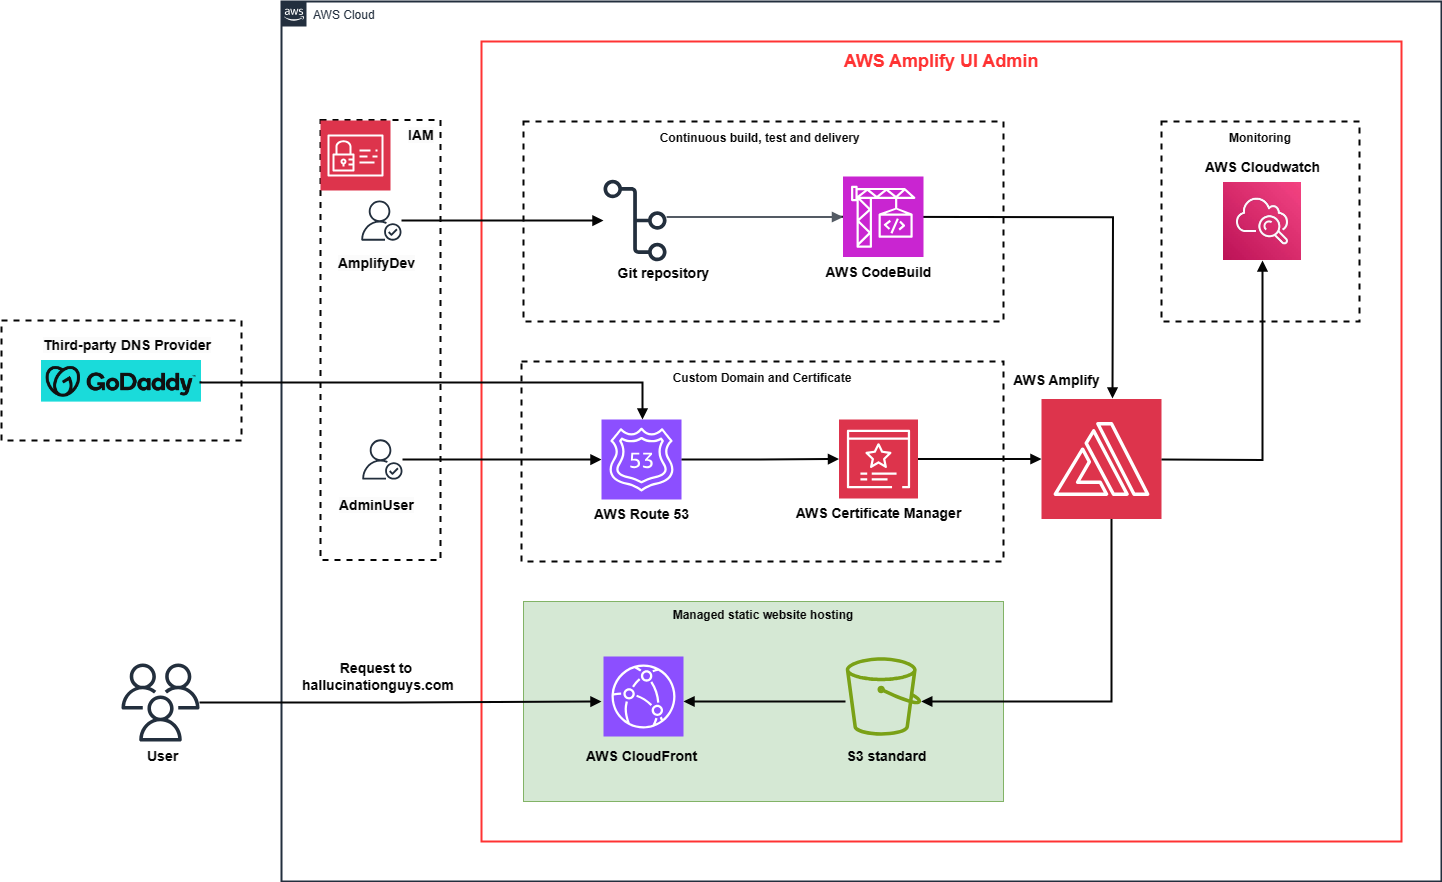 aws
AWS Cloud
AWS Amplify UI Admin
IAM
Continuous build, test and delivery
Monitoring
AWS Cloudwatch
AmplifyDev
Git repository
</>
AWS CodeBuild
Third-party DNS Provider
GoDaddy
Custom Domain and Certificate
AWS Amplify
53
AdminUser
AWS Route 53
AWS Certificate Manager
Managed static website hosting
Request to
hallucinationguys.com
User
AWS CloudFront
S3 standard